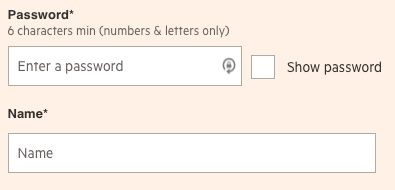 Password*
6 characters min (numbers & letters only)
Enter a password
Show password
Name*
Name